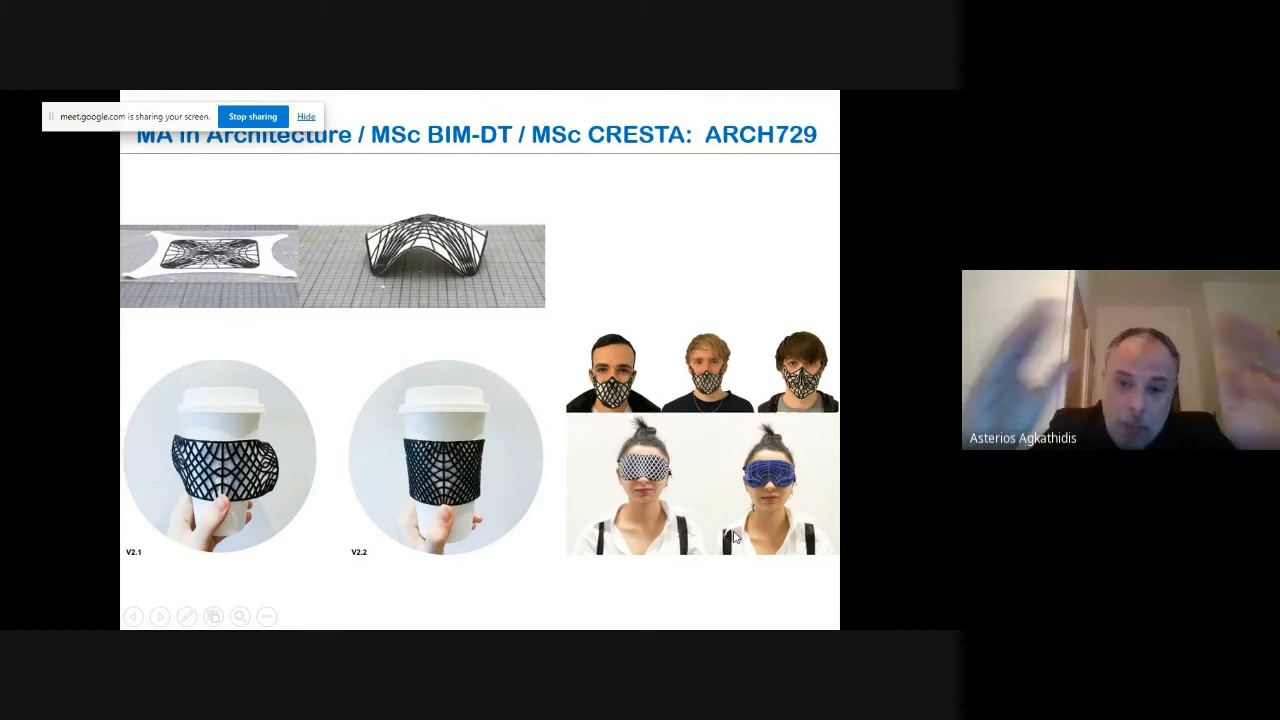 meet.google.com is sharing your screen.
Stop sharing
Hide
MA in Architecture / MSc BIM-DT / MSc CRESTA: ARCH729
Asterios Agkathidis
V2.1
V2.2